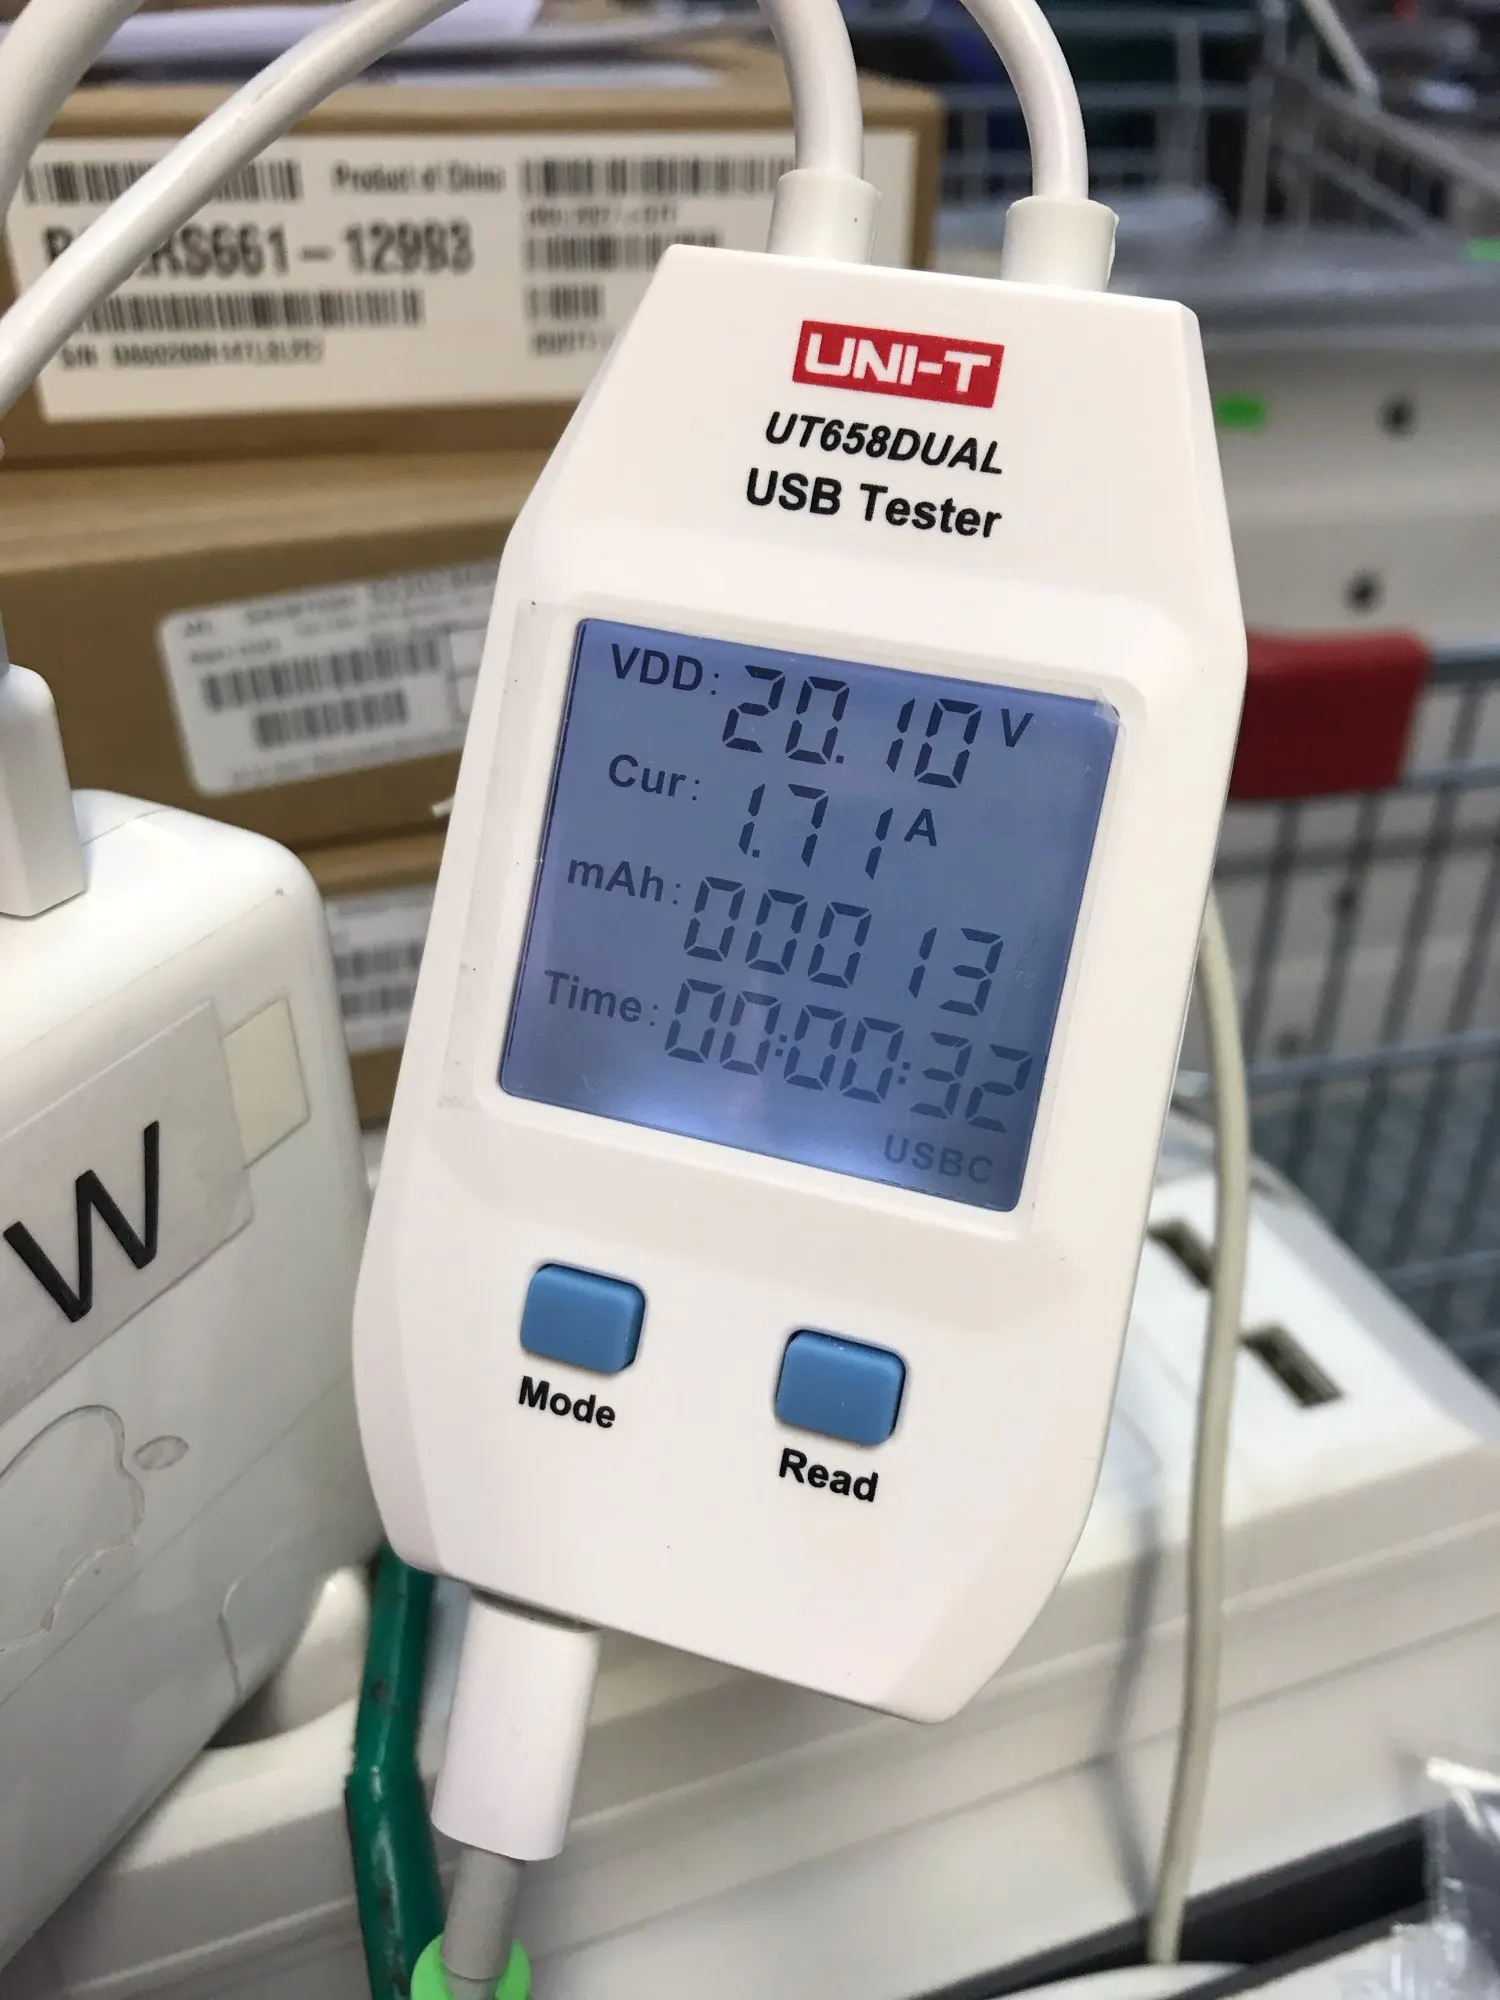 Product of China
RS661-12993
UNI-T
UT658DUAL
USB Tester
VDD: 20.10 V
Cur: 1.71 A
mAh: 00013
Time: 00:00:32
USBC
W
Mode
Read